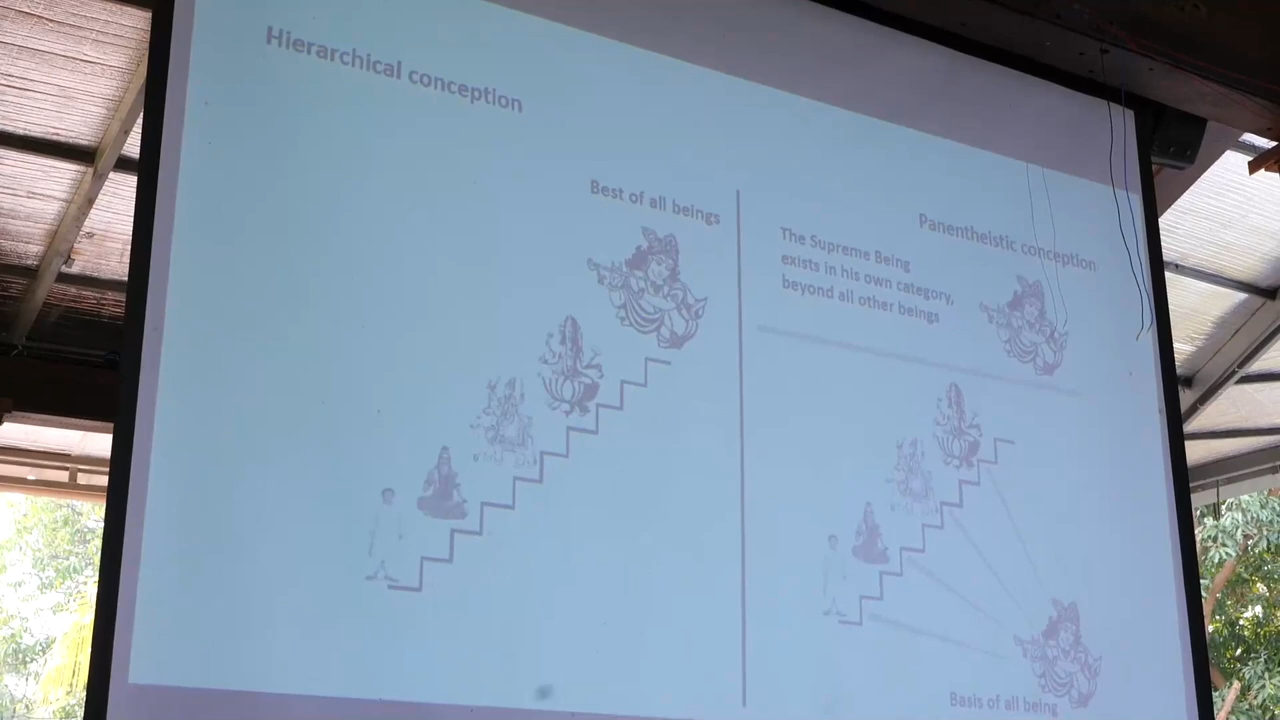 Hierarchical conception
Best of all beings
Panentheistic conception
The Supreme Being
exists in his own category,
beyond all other beings
Basis of all being